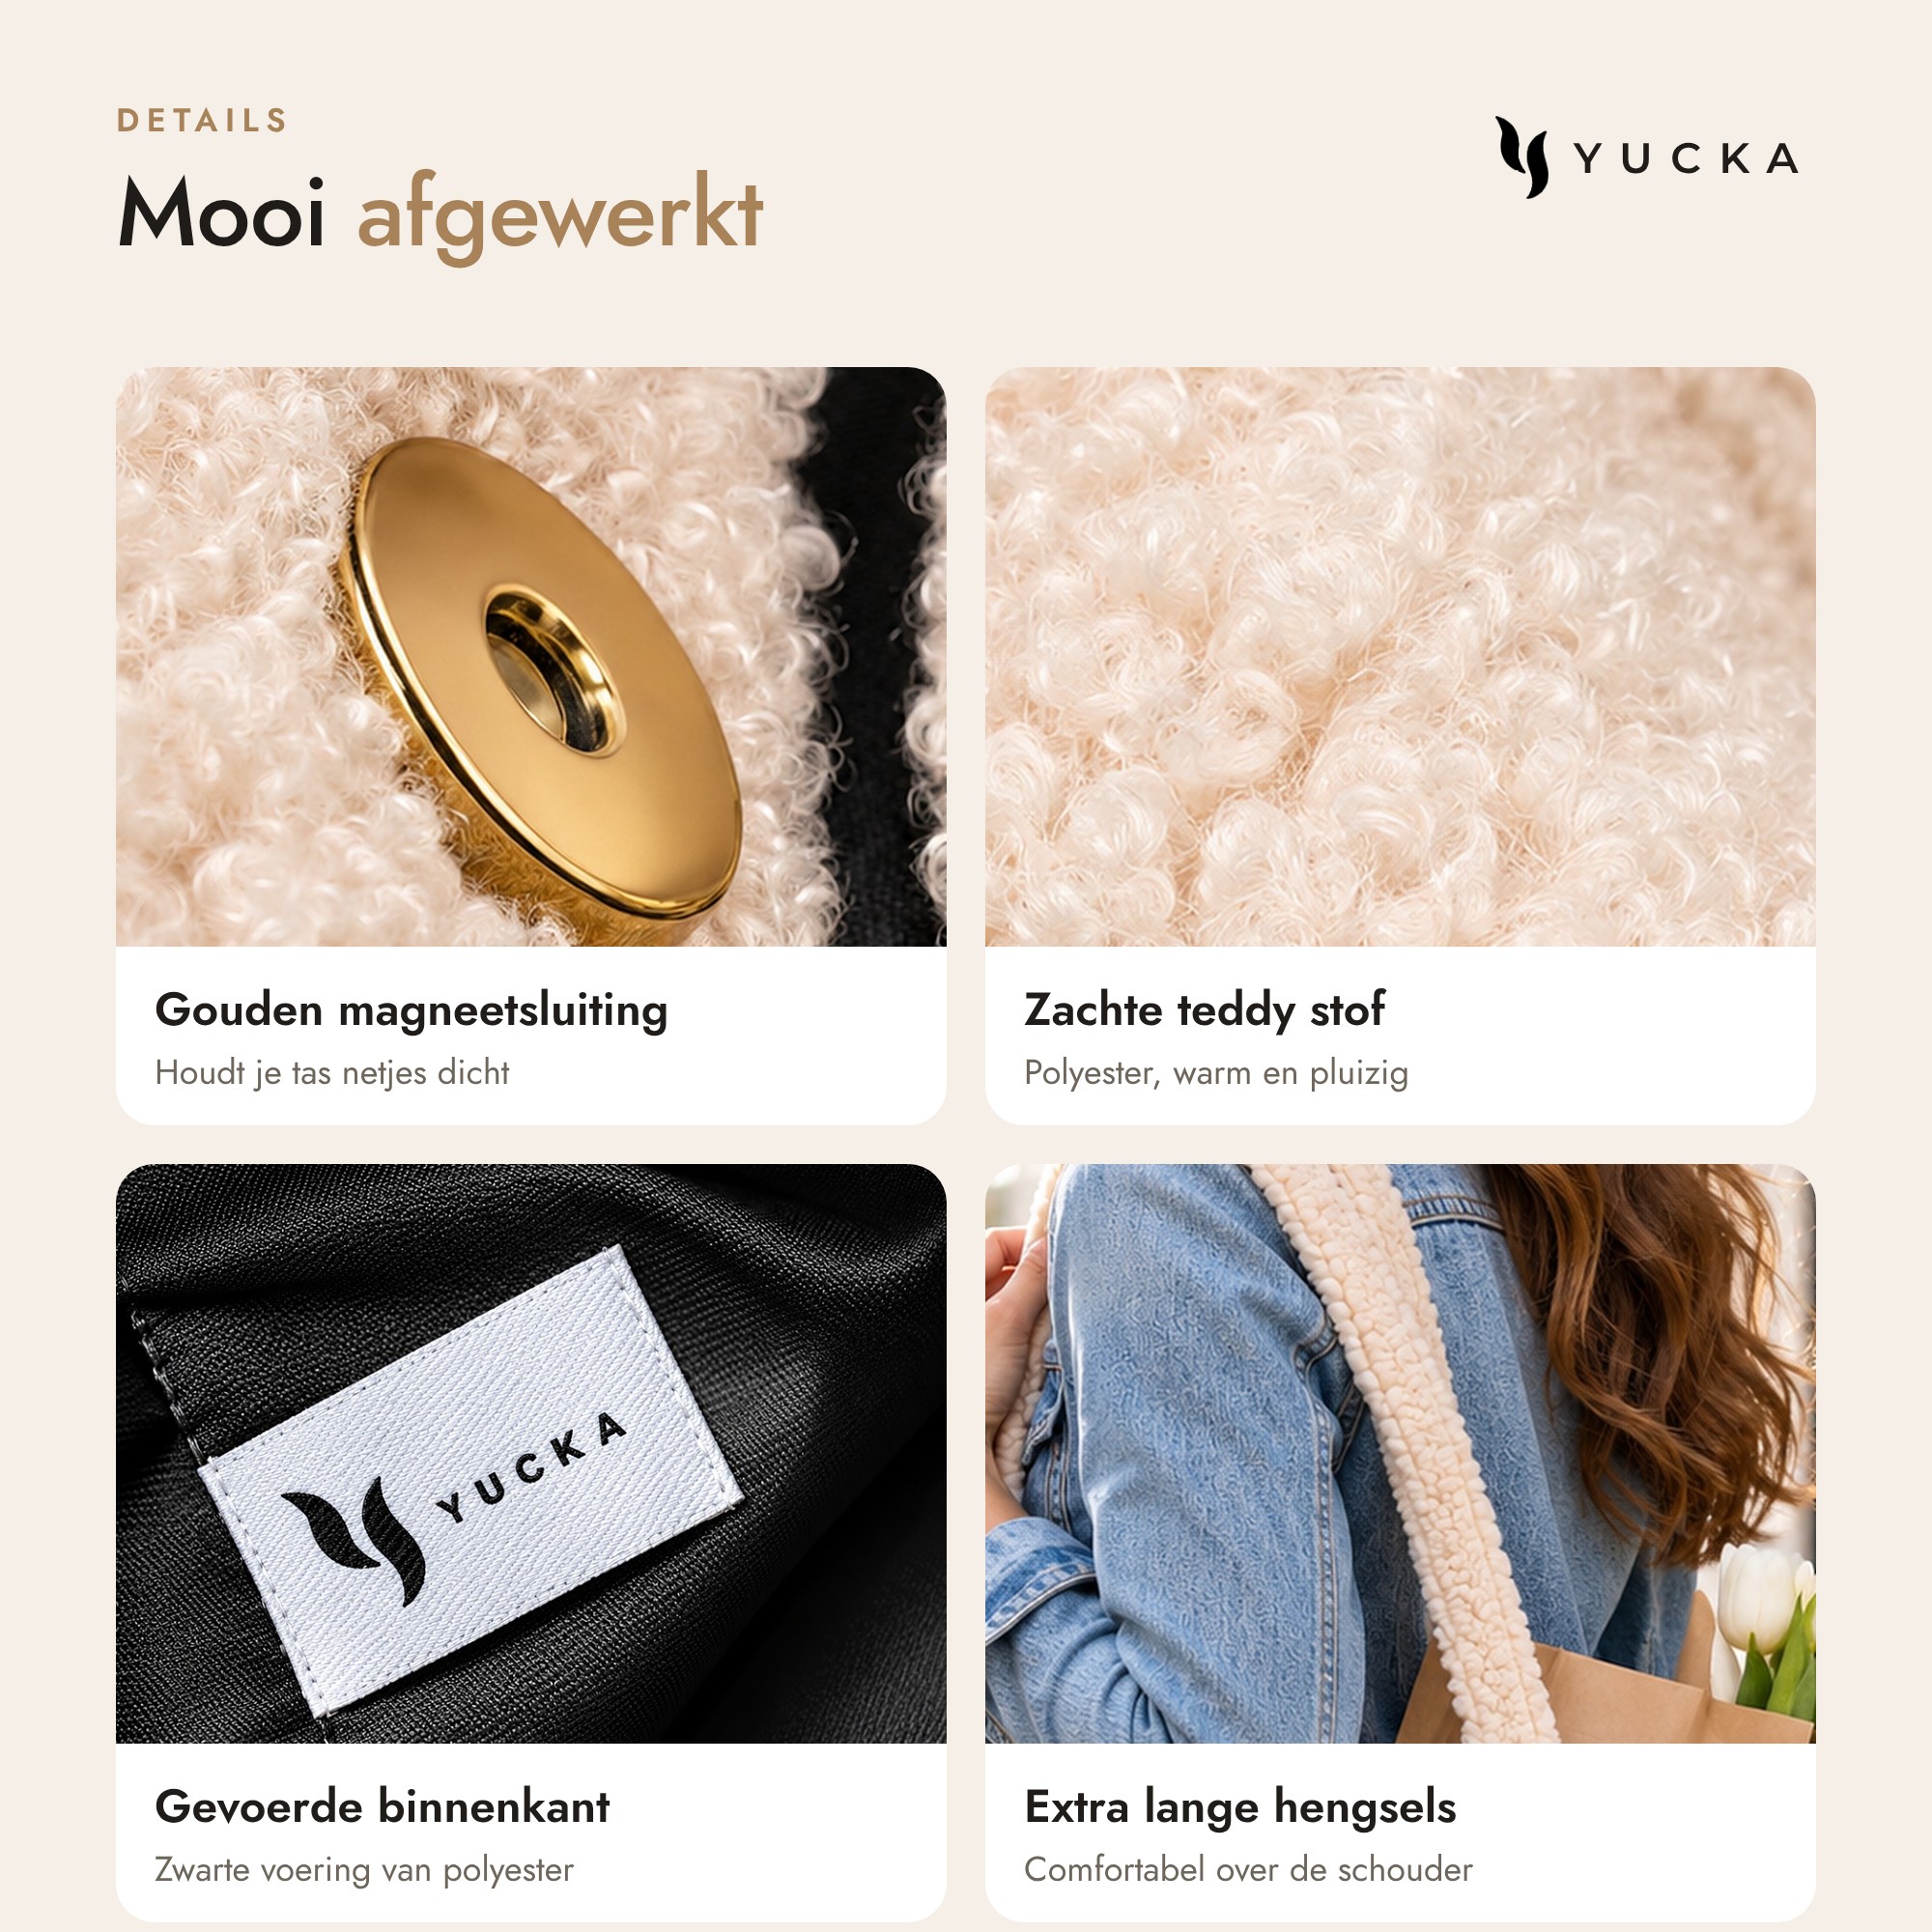 DETAILS
Mooi afgewerkt
YUCKA
Gouden magneetsluiting
Houdt je tas netjes dicht
Zachte teddy stof
Polyester, warm en pluizig
YUCKA
Gevoerde binnenkant
Zwarte voering van polyester
Extra lange hengsels
Comfortabel over de schouder